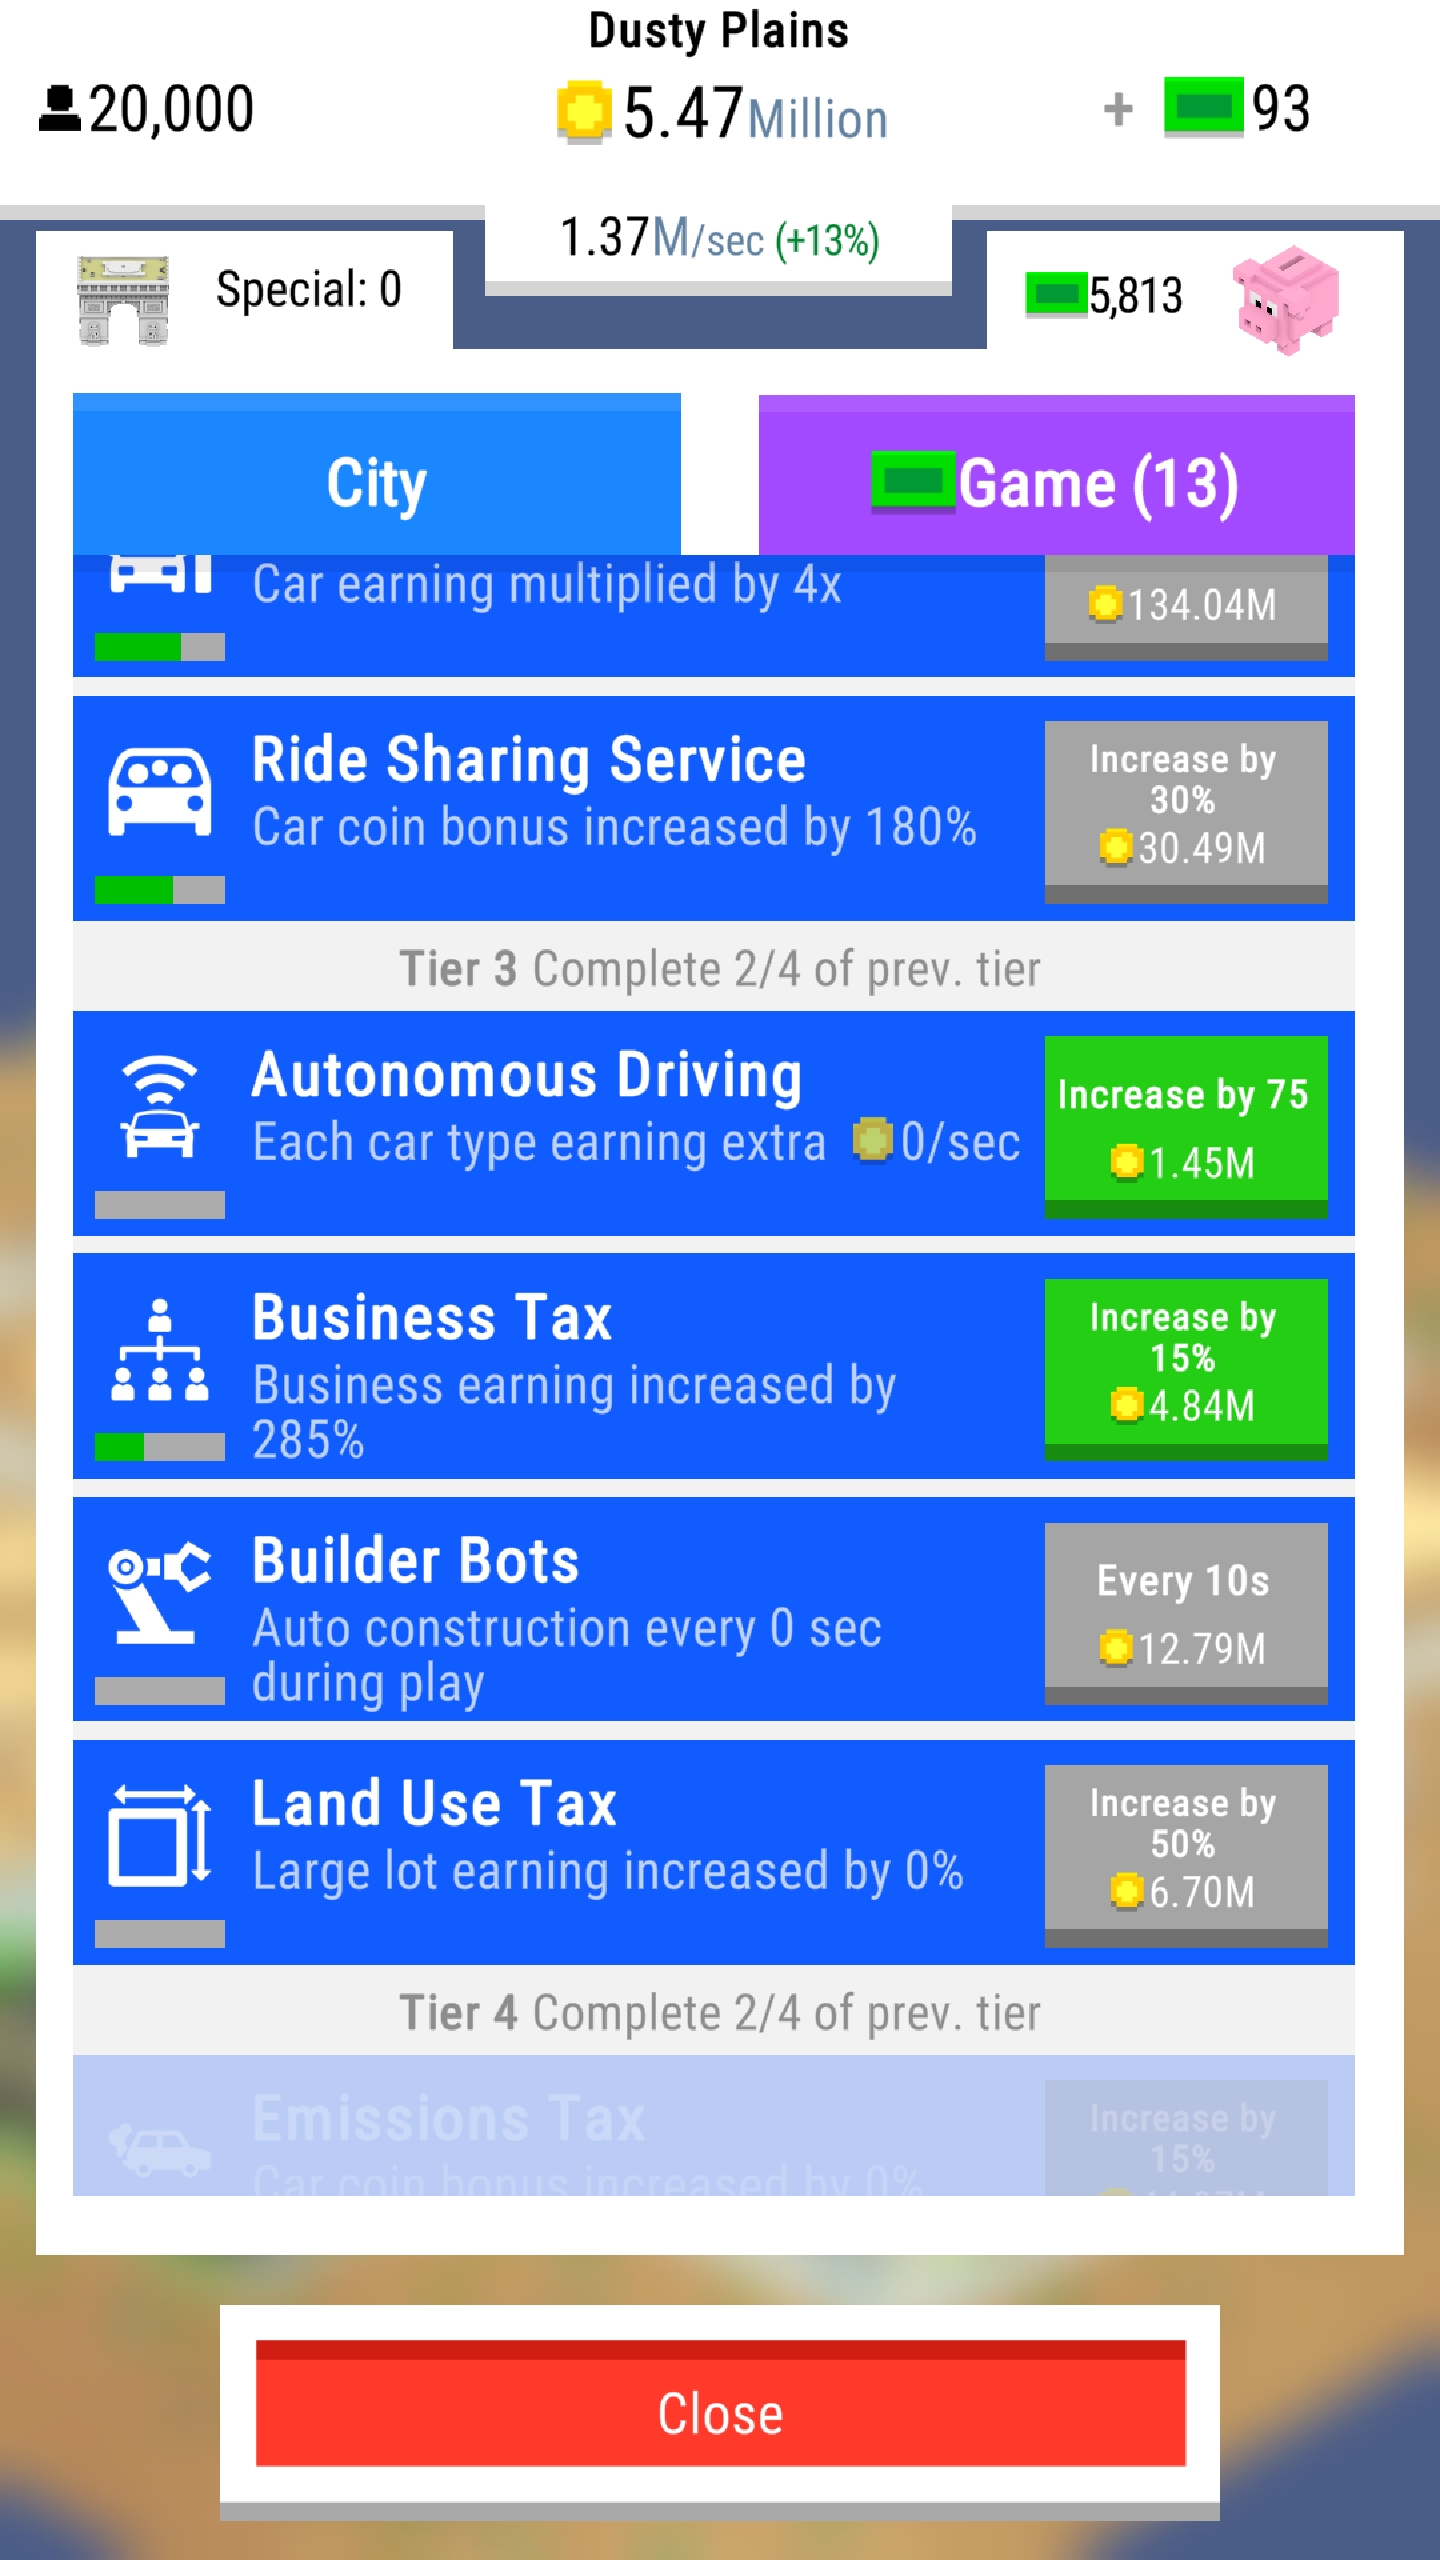 Dusty Plains
20,000
5.47Million
+ 93
1.37M/sec (+13%)
Special: 0
5,813
City
Game (13)
Car earning multiplied by 4x
134.04M
Ride Sharing Service
Car coin bonus increased by 180%
Increase by
30%
30.49M
Tier 3 Complete 2/4 of prev. tier
Autonomous Driving
Each car type earning extra 0/sec
Increase by 75
1.45M
Business Tax
Business earning increased by
285%
Increase by
15%
4.84M
Builder Bots
Auto construction every 0 sec
during play
Every 10s
12.79M
Land Use Tax
Large lot earning increased by 0%
Increase by
50%
6.70M
Tier 4 Complete 2/4 of prev. tier
Emissions Tax
Car coin bonus increased by 0%
Increase by
15%
Close